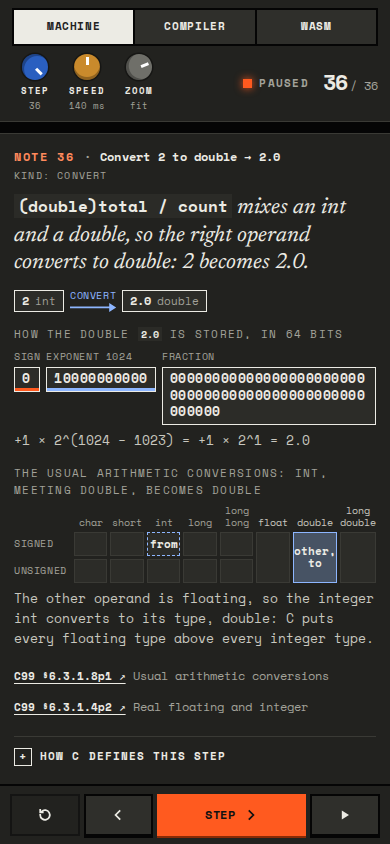 MACHINE COMPILER WASM
STEP SPEED ZOOM
36 140 ms fit
PAUSED 36 / 36
NOTE 36 · Convert 2 to double → 2.0
KIND: CONVERT
(double)total / count mixes an int
and a double, so the right operand
converts to double: 2 becomes 2.0.
2 int CONVERT 2.0 double
HOW THE DOUBLE 2.0 IS STORED, IN 64 BITS
SIGN EXPONENT 1024 FRACTION
0 10000000000 00000000000000000000000
00000000000000000000000
000000
+1 × 2^(1024 − 1023) = +1 × 2^1 = 2.0
THE USUAL ARITHMETIC CONVERSIONS: INT,
MEETING DOUBLE, BECOMES DOUBLE
char short int long long long float double long double
SIGNED from other, to
UNSIGNED
The other operand is floating, so the integer
int converts to its type, double: C puts
every floating type above every integer type.
C99 §6.3.1.8p1 ↗ Usual arithmetic conversions
C99 §6.3.1.4p2 ↗ Real floating and integer
+ HOW C DEFINES THIS STEP
STEP